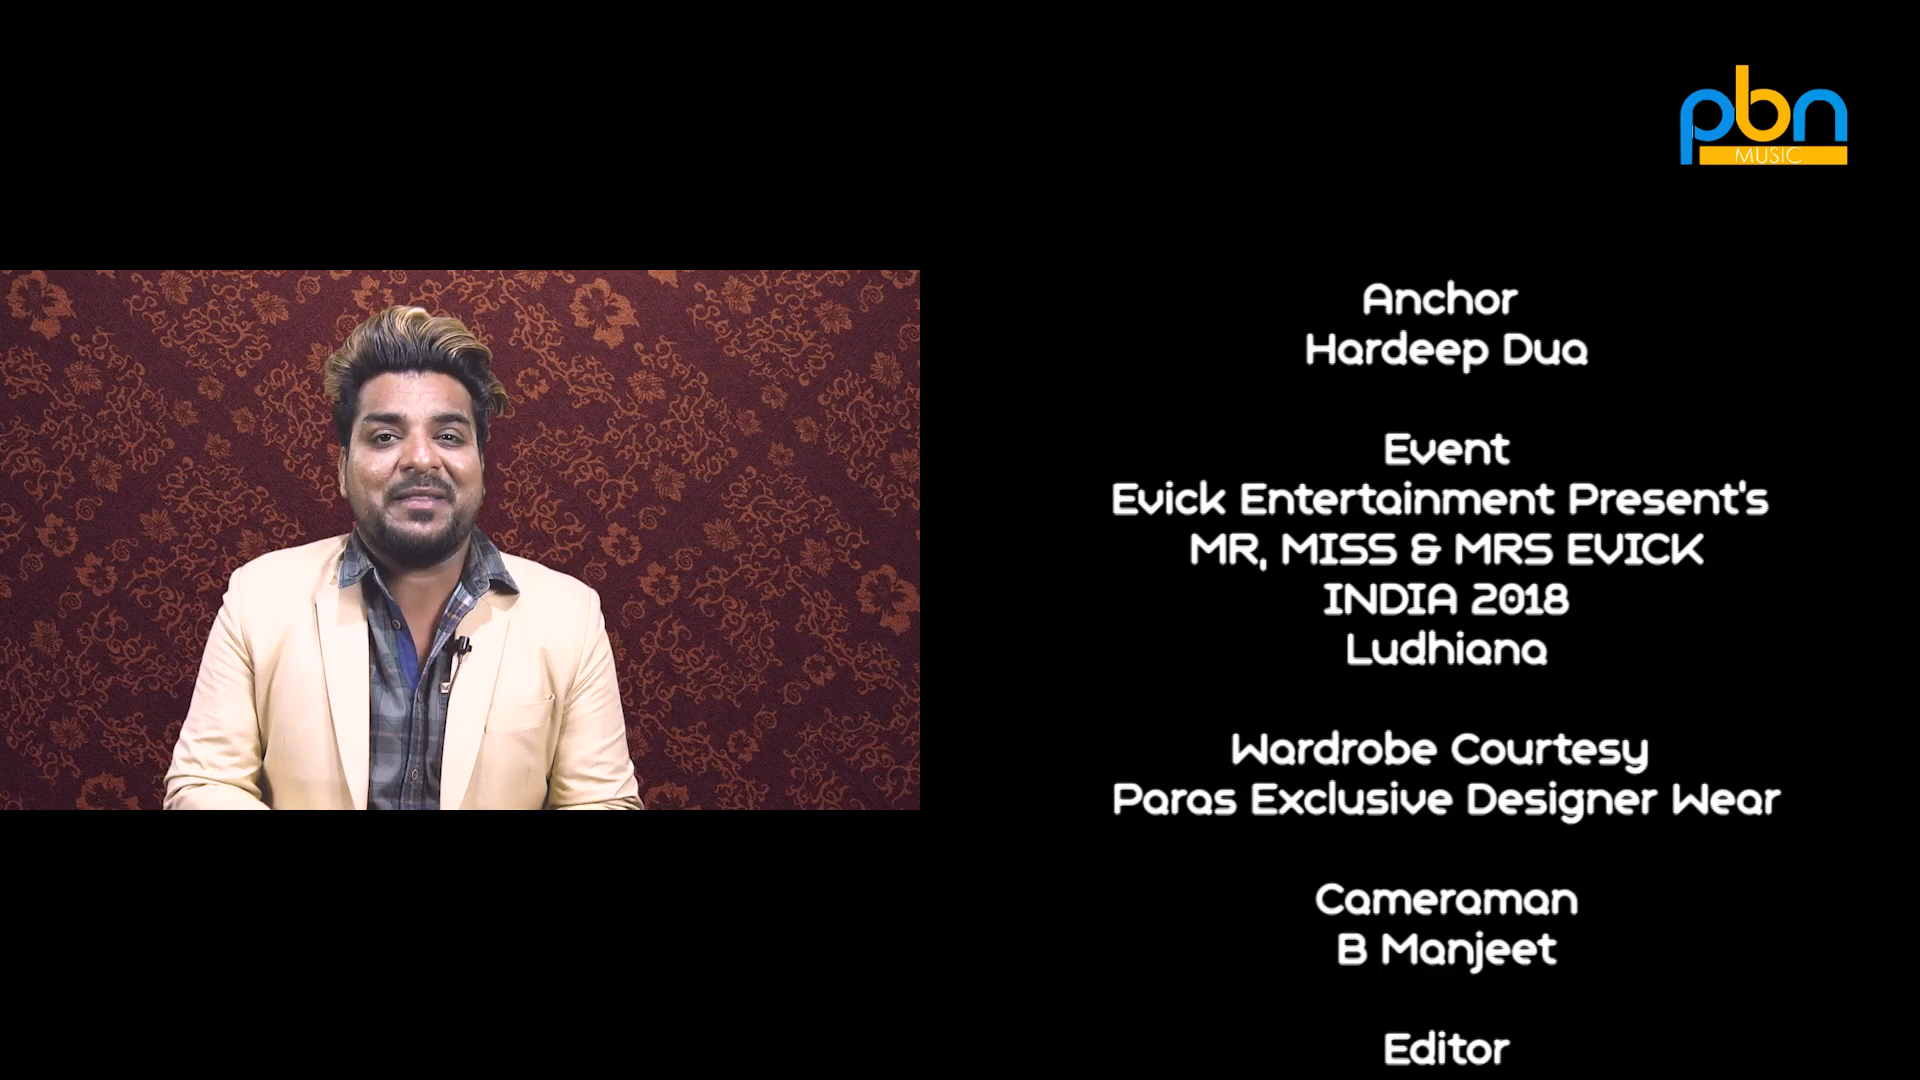 pbn
MUSIC
Anchor
Hardeep Dua
Event
Evick Entertainment Present's
MR, MISS & MRS EVICK
INDIA 2018
Ludhiana
Wardrobe Courtesy
Paras Exclusive Designer Wear
Cameraman
B Manjeet
Editor